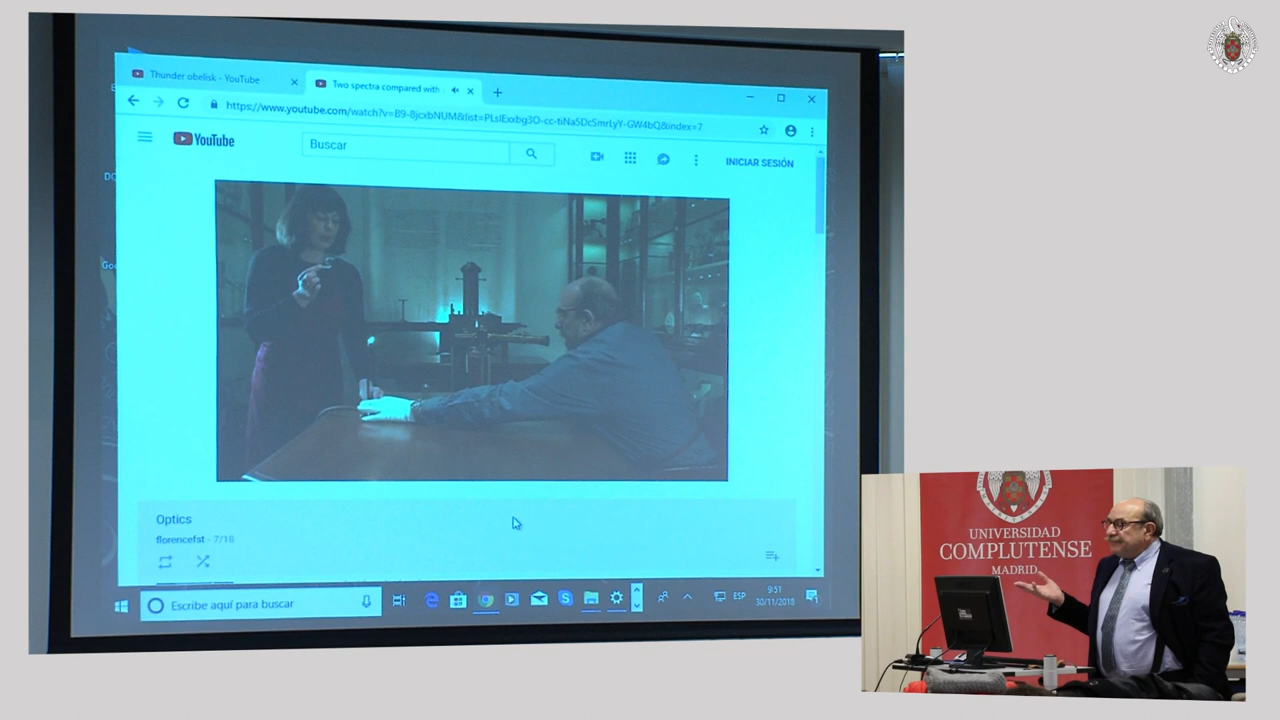 Thunder obelisk - YouTube
Two spectra compared with
https://www.youtube.com/watch?v=B9-8jcxbNUM&list=PLslExxbg3O-cc-tiNa5DcSmrLyY-GW4bQ&index=7
YouTube
Buscar
INICIAR SESIÓN
Optics
florencefst - 7/18
Escribe aquí para buscar
ESP
9:51
30/11/2018
UNIVERSIDAD
COMPLUTENSE
MADRID